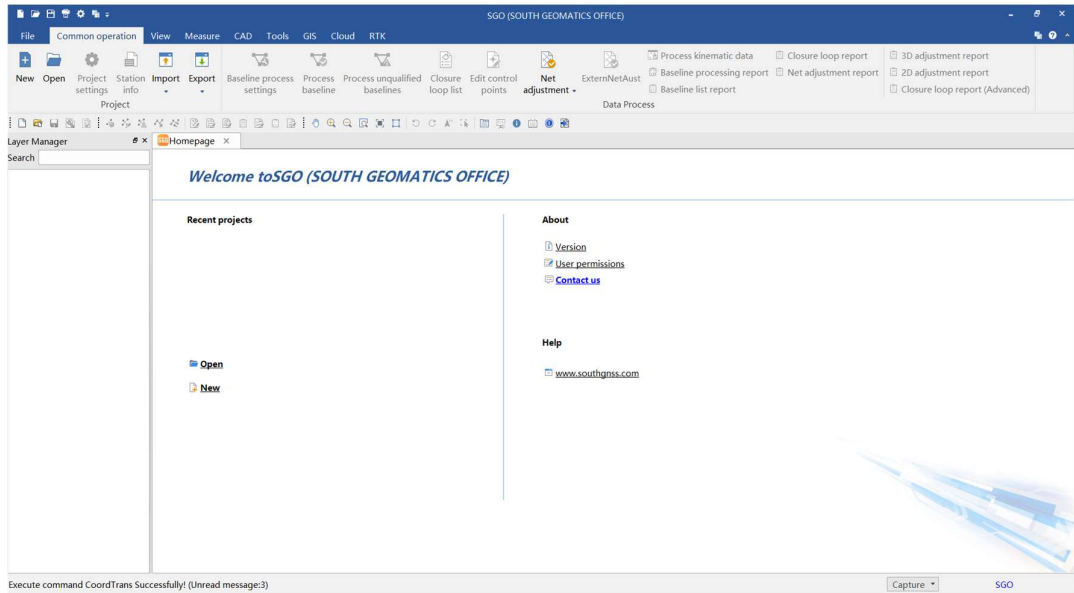 SGO (SOUTH GEOMATICS OFFICE)
File Common operation View Measure CAD Tools GIS Cloud RTK
New Open Project settings Station info Import Export Baseline process settings Process baseline Process unqualified baselines Closure loop list Edit control points Net adjustment ExternNetAust
Process kinematic data Closure loop report 3D adjustment report
Baseline processing report Net adjustment report 2D adjustment report
Baseline list report Closure loop report (Advanced)
Project Data Process
Layer Manager
SGO Homepage
Search
Welcome toSGO (SOUTH GEOMATICS OFFICE)
Recent projects
Open
New
About
Version
User permissions
Contact us
Help
www.southgnss.com
Execute command CoordTrans Successfully! (Unread message:3) Capture SGO